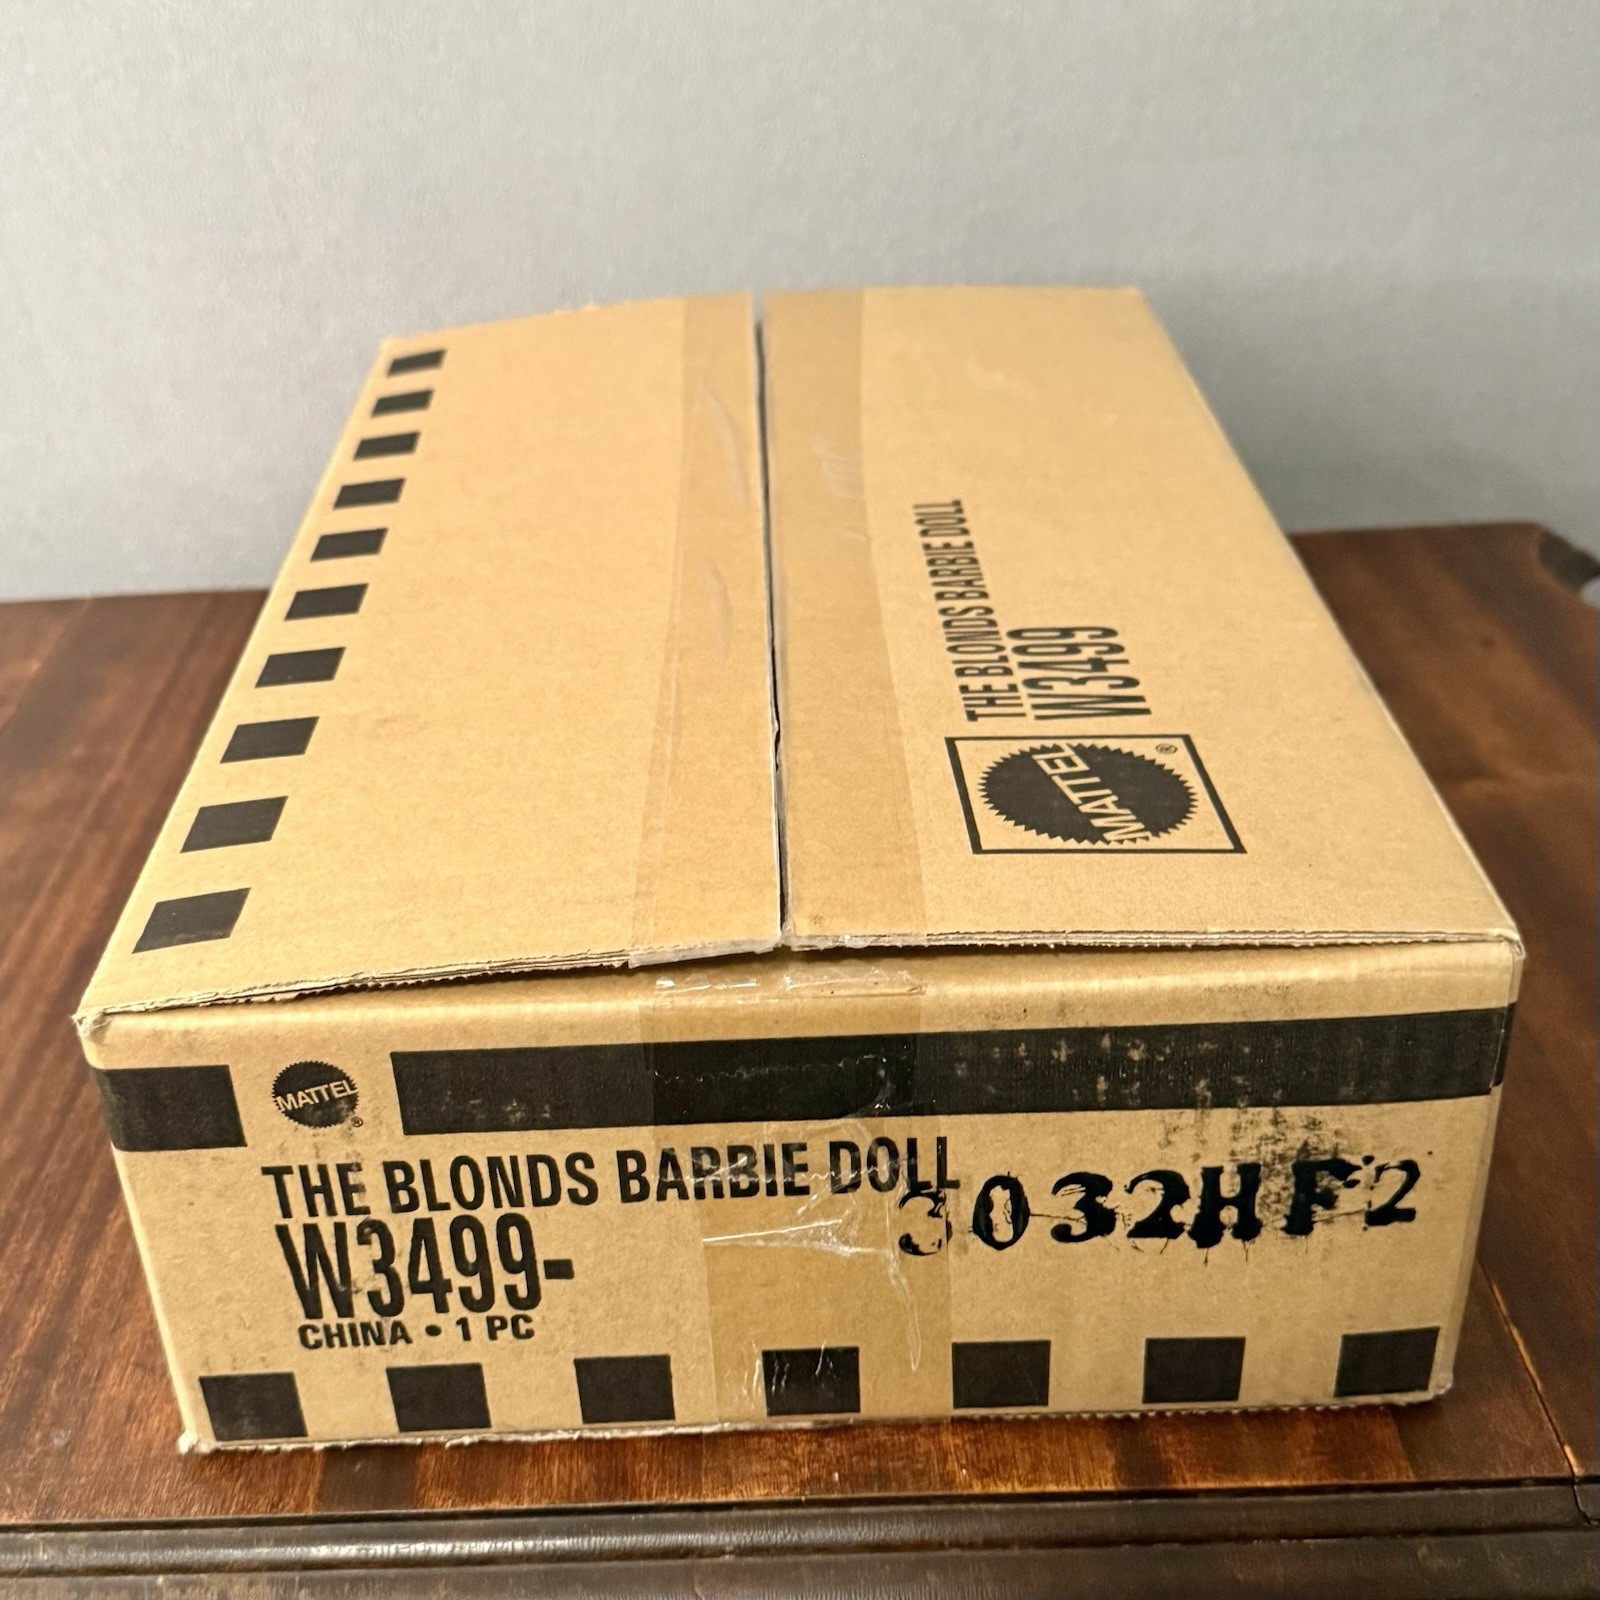 THE BLONDS BARBIE DOLL
W3499
MATTEL®
MATTEL®
THE BLONDS BARBIE DOLL
3032HF2
W3499-
CHINA • 1 PC